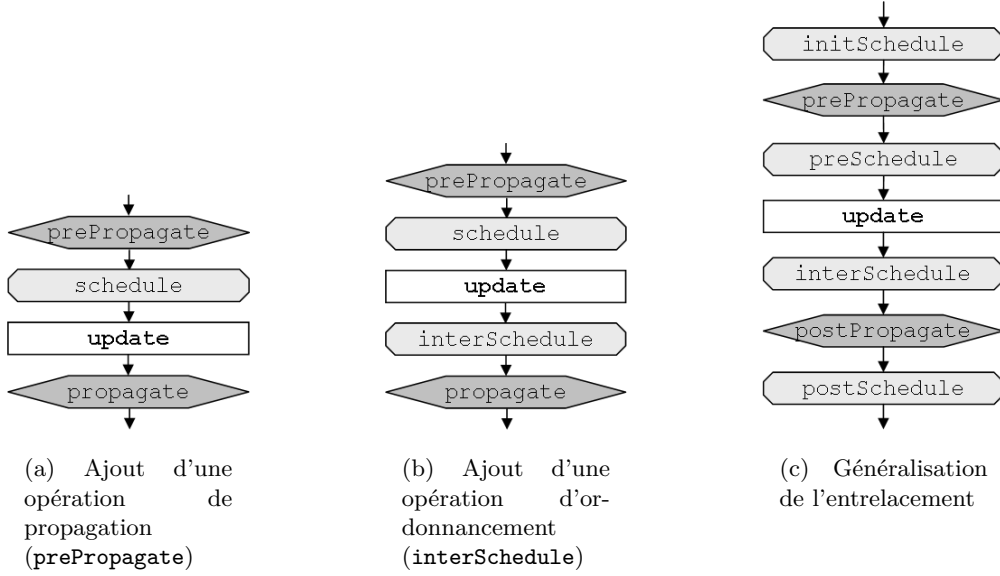 prePropagate
schedule
update
propagate
(a) Ajout d'une
opération de
propagation
(prePropagate)
prePropagate
schedule
update
interSchedule
propagate
(b) Ajout d'une
opération d'or-
donnancement
(interSchedule)
initSchedule
prePropagate
preSchedule
update
interSchedule
postPropagate
postSchedule
(c) Généralisation
de l'entrelacement